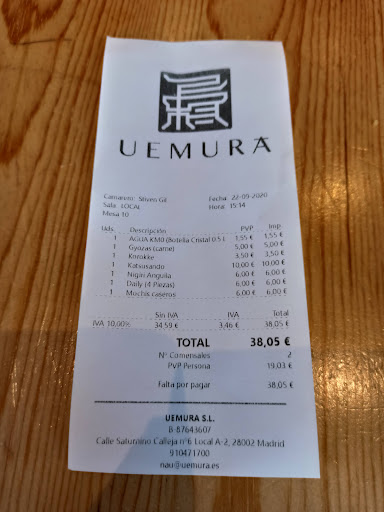 UEMURA
Camarero: Stiven Gil Fecha: 22-09-2020
Sala: LOCAL Hora: 15:14
Mesa 10
Uds. Descripción PVP Imp.
1 AGUA KM0 (Botella Cristal 0.5 L 1,55 € 1,55 €
1 Gyozas (carne) 5,00 € 5,00 €
1 Korokke 3,50 € 3,50 €
1 Katsusando 10,00 € 10,00 €
1 Nigiri Anguila 6,00 € 6,00 €
1 Daily (4 Piezas) 6,00 € 6,00 €
1 Mochis caseros 6,00 € 6,00 €
Sin IVA IVA Total
IVA 10,00% 34,59 € 3,46 € 38,05 €
TOTAL 38,05 €
Nº Comensales 2
PVP Persona 19,03 €
Falta por pagar 38,05 €
UEMURA S.L.
B-87643607
Calle Saturnino Calleja nº6 Local A-2, 28002 Madrid
910471700
nau@uemura.es